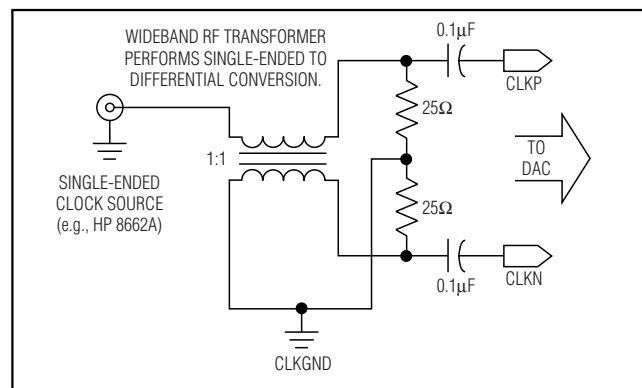 WIDEBAND RF TRANSFORMER
PERFORMS SINGLE-ENDED TO
DIFFERENTIAL CONVERSION.
0.1µF
CLKP
25Ω
1:1
TO
DAC
SINGLE-ENDED
CLOCK SOURCE
(e.g., HP 8662A)
25Ω
0.1µF
CLKN
CLKGND